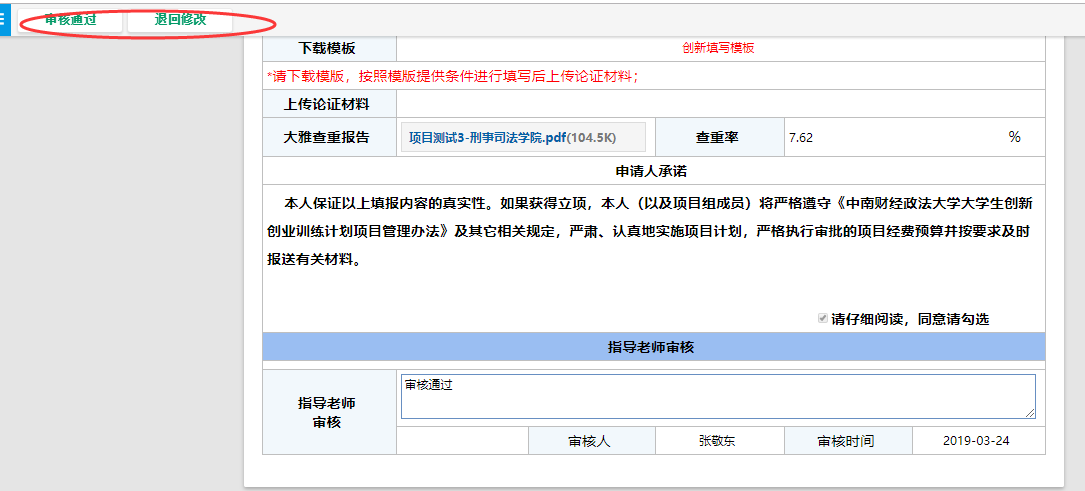 审核通过 退回修改
下载模板 创新填写模板
*请下载模版，按照模版提供条件进行填写后上传论证材料；
上传论证材料
大雅查重报告 项目测试3-刑事司法学院.pdf(104.5K) 查重率 7.62 %
申请人承诺
本人保证以上填报内容的真实性。如果获得立项，本人（以及项目组成员）将严格遵守《中南财经政法大学大学生创新
创业训练计划项目管理办法》及其它相关规定，严肃、认真地实施项目计划，严格执行审批的项目经费预算并按要求及时
报送有关材料。
请仔细阅读，同意请勾选
指导老师审核
审核通过
指导老师
审核
审核人 张敬东 审核时间 2019-03-24